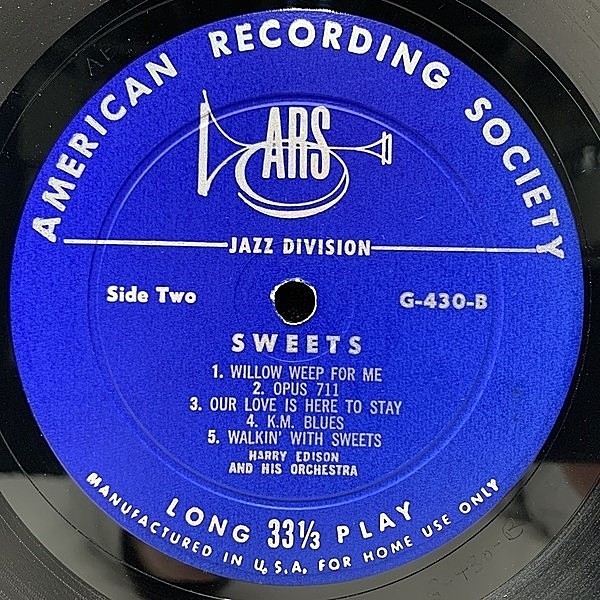 AMERICAN RECORDING SOCIETY
ARS
JAZZ DIVISION
Side Two
G-430-B
SWEETS
1. WILLOW WEEP FOR ME
2. OPUS 711
3. OUR LOVE IS HERE TO STAY
4. K.M. BLUES
5. WALKIN' WITH SWEETS
HARRY EDISON
AND HIS ORCHESTRA
LONG 33⅓ PLAY
MANUFACTURED IN U.S.A. FOR HOME USE ONLY